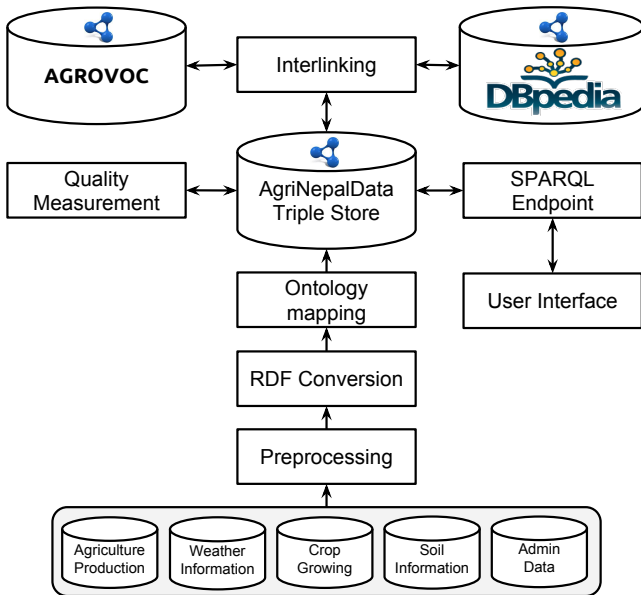 AGROVOC
Interlinking
DBpedia
Quality
Measurement
AgriNepalData
Triple Store
SPARQL
Endpoint
Ontology
mapping
User Interface
RDF Conversion
Preprocessing
Agriculture
Production
Weather
Information
Crop
Growing
Soil
Information
Admin
Data